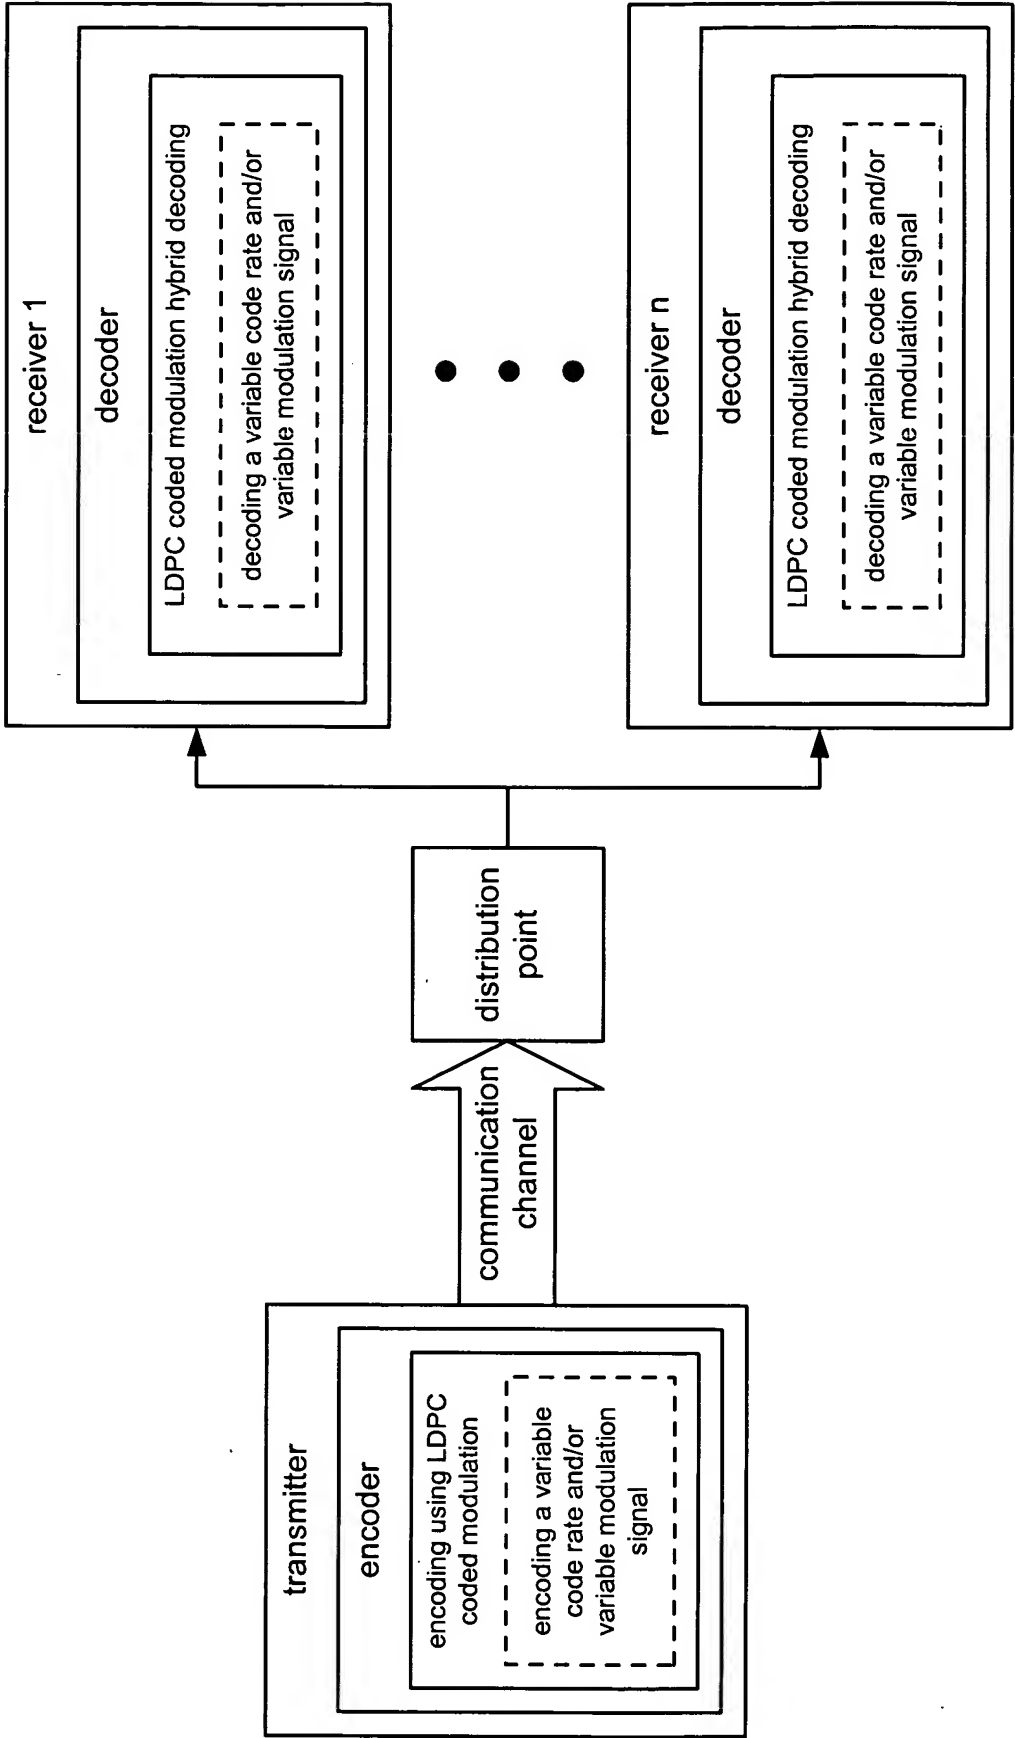 transmitter
encoder
encoding using LDPC
coded modulation
encoding a variable
code rate and/or
variable modulation
signal
communication
channel
distribution
point
receiver 1
decoder
LDPC coded modulation hybrid decoding
decoding a variable code rate and/or
variable modulation signal
receiver n
decoder
LDPC coded modulation hybrid decoding
decoding a variable code rate and/or
variable modulation signal